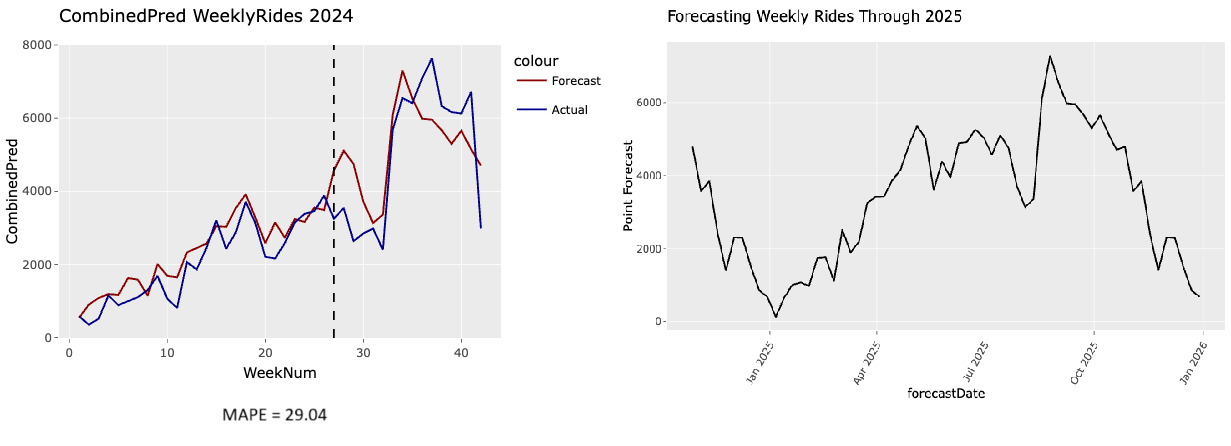 CombinedPred WeeklyRides 2024
8000
6000
4000
2000
0
CombinedPred
0 10 20 30 40
WeekNum
colour
Forecast
Actual
MAPE = 29.04
Forecasting Weekly Rides Through 2025
6000
4000
2000
0
Point Forecast
Jan 2025 Apr 2025 Jul 2025 Oct 2025 Jan 2026
forecastDate